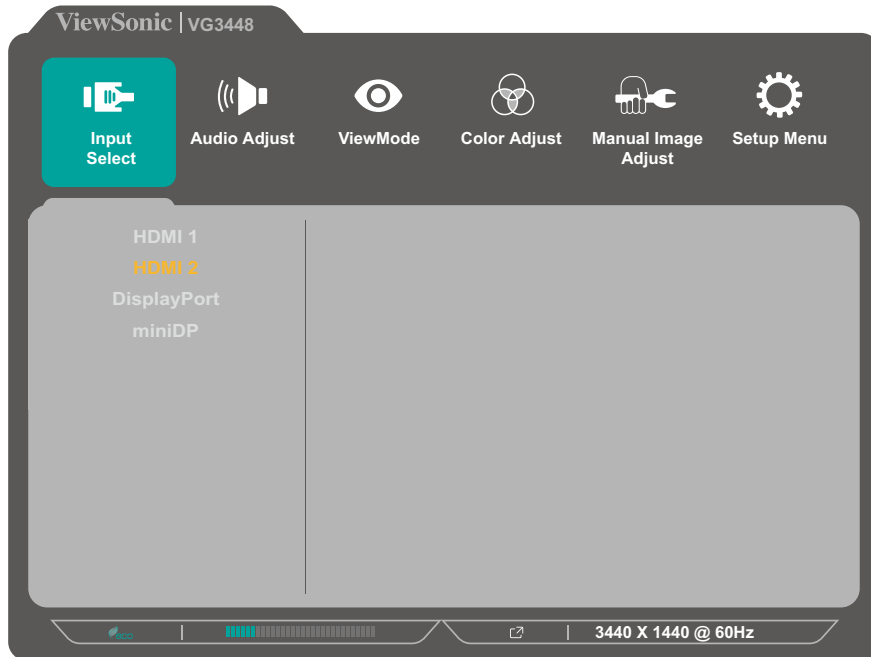 ViewSonic | VG3448
Input
Select
Audio Adjust
ViewMode
Color Adjust
Manual Image
Adjust
Setup Menu
HDMI 1
HDMI 2
DisplayPort
miniDP
eco
3440 X 1440 @ 60Hz